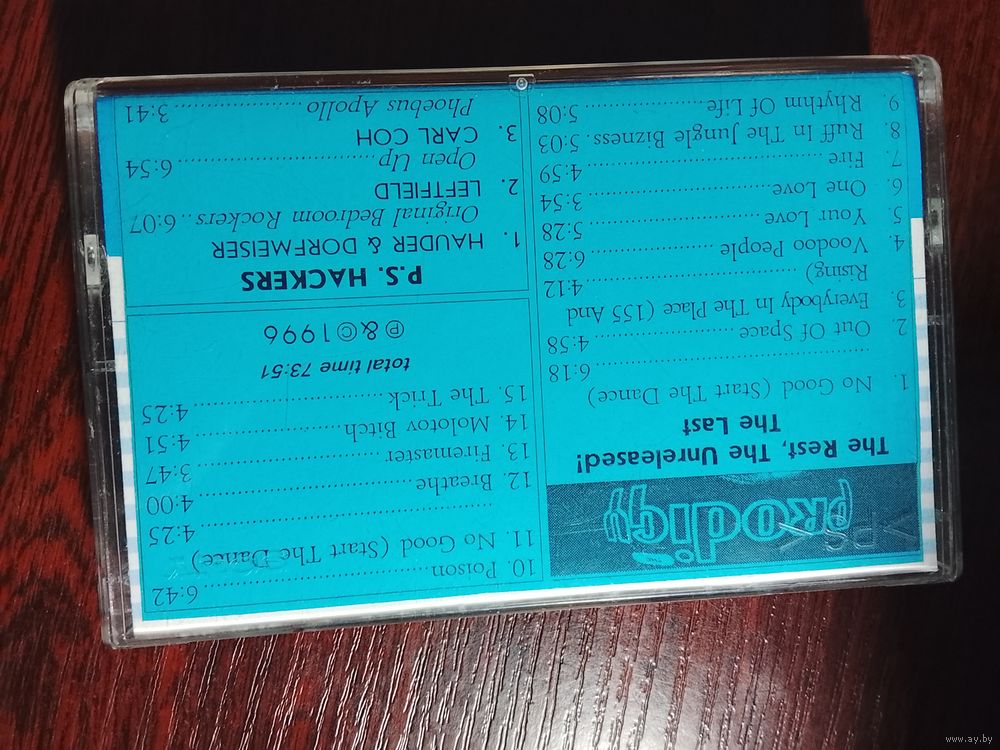 PRODIGY
The Rest, The Unreleased!
The Last
1. No Good (Start The Dance)
6:18
2. Out Of Space 4:58
3. Everybody In The Place (155 And
Rising) 4:12
4. Voodoo People 6:28
5. Your Love 5:28
6. One Love 3:54
7. Fire 4:59
8. Ruff In The Jungle Bizness. 5:03
9. Rhythm Of Life 5:08
10. Poison 6:42
11. No Good (Start The Dance)
4:25
12. Breathe 4:00
13. Firemaster 3:47
14. Molotov Bitch 4:51
15. The Trick 4:25
total time 73:51
℗&©1996
P.S. HACKERS
1. HAUDER & DORFMEISER
Original Bedroom Rockers..6:07
2. LEFTFIELD
Open Up 6:54
3. CARL COH
Phoebus Apollo 3:41
www.ay.by